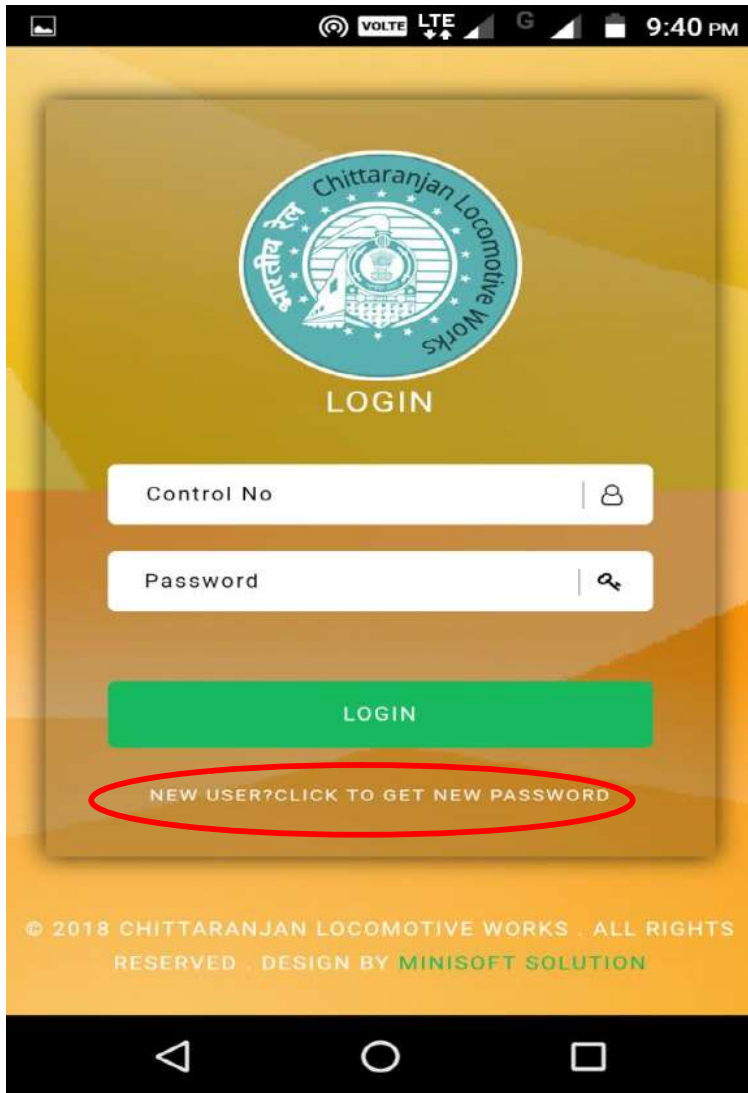 VOLTE LTE G 9:40 PM
Chittaranjan Locomotive Works
भारतीय रेल
LOGIN
Control No
Password
LOGIN
NEW USER?CLICK TO GET NEW PASSWORD
© 2018 CHITTARANJAN LOCOMOTIVE WORKS . ALL RIGHTS
RESERVED . DESIGN BY MINISOFT SOLUTION